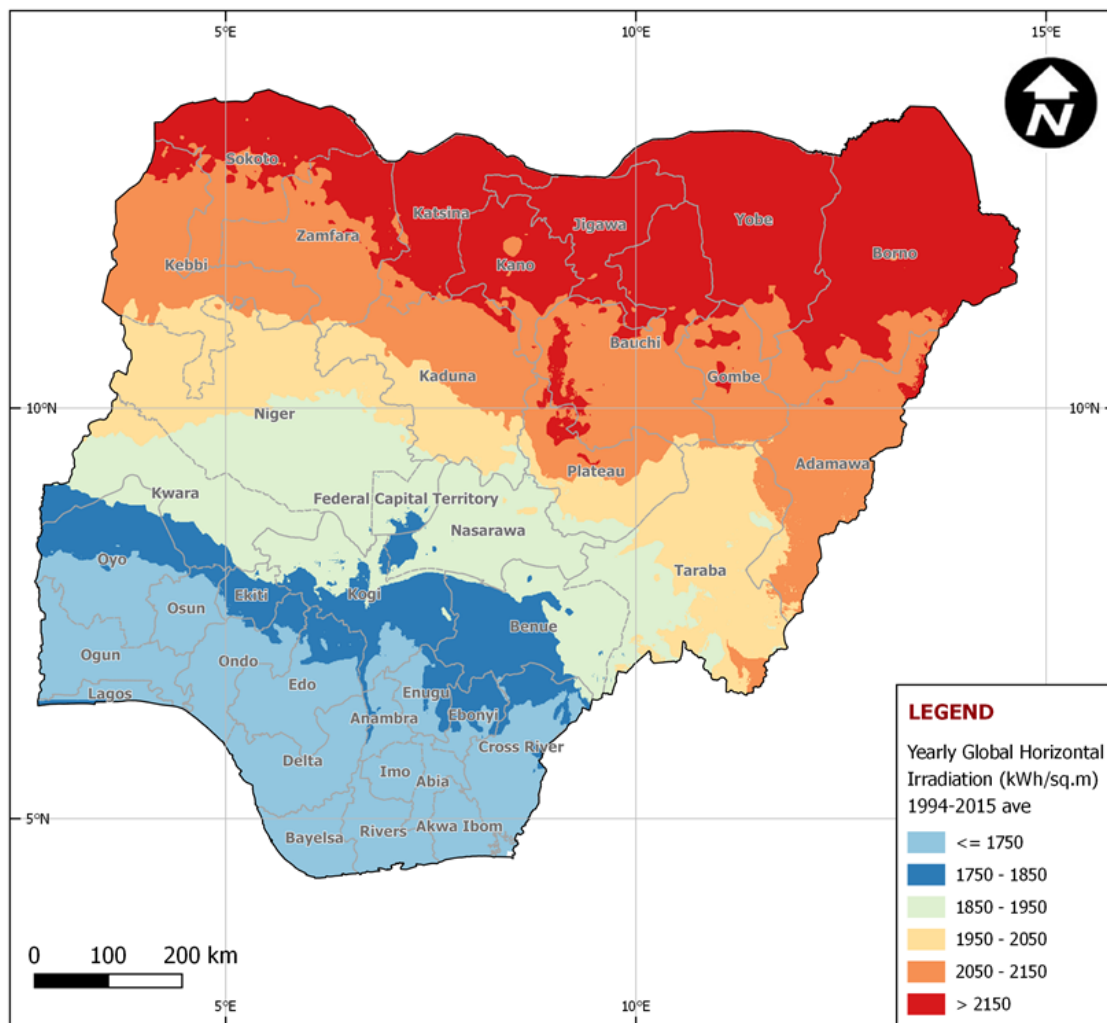 5°E
10°E
15°E
N
Sokoto
Katsina
Jigawa
Yobe
Zamfara
Borno
Kebbi
Kano
Bauchi
Kaduna
Gombe
10°N
10°N
Niger
Adamawa
Plateau
Kwara
Federal Capital Territory
Nasarawa
Oyo
Taraba
Ekiti
Kogi
Osun
Benue
Ogun
Ondo
Edo
Lagos
Enugu
Anambra
Ebonyi
Cross River
Delta
Imo
Abia
5°N
Bayelsa
Rivers
Akwa Ibom
LEGEND
Yearly Global Horizontal
Irradiation (kWh/sq.m)
1994-2015 ave
<= 1750
1750 - 1850
1850 - 1950
1950 - 2050
2050 - 2150
> 2150
0 100 200 km
5°E
10°E